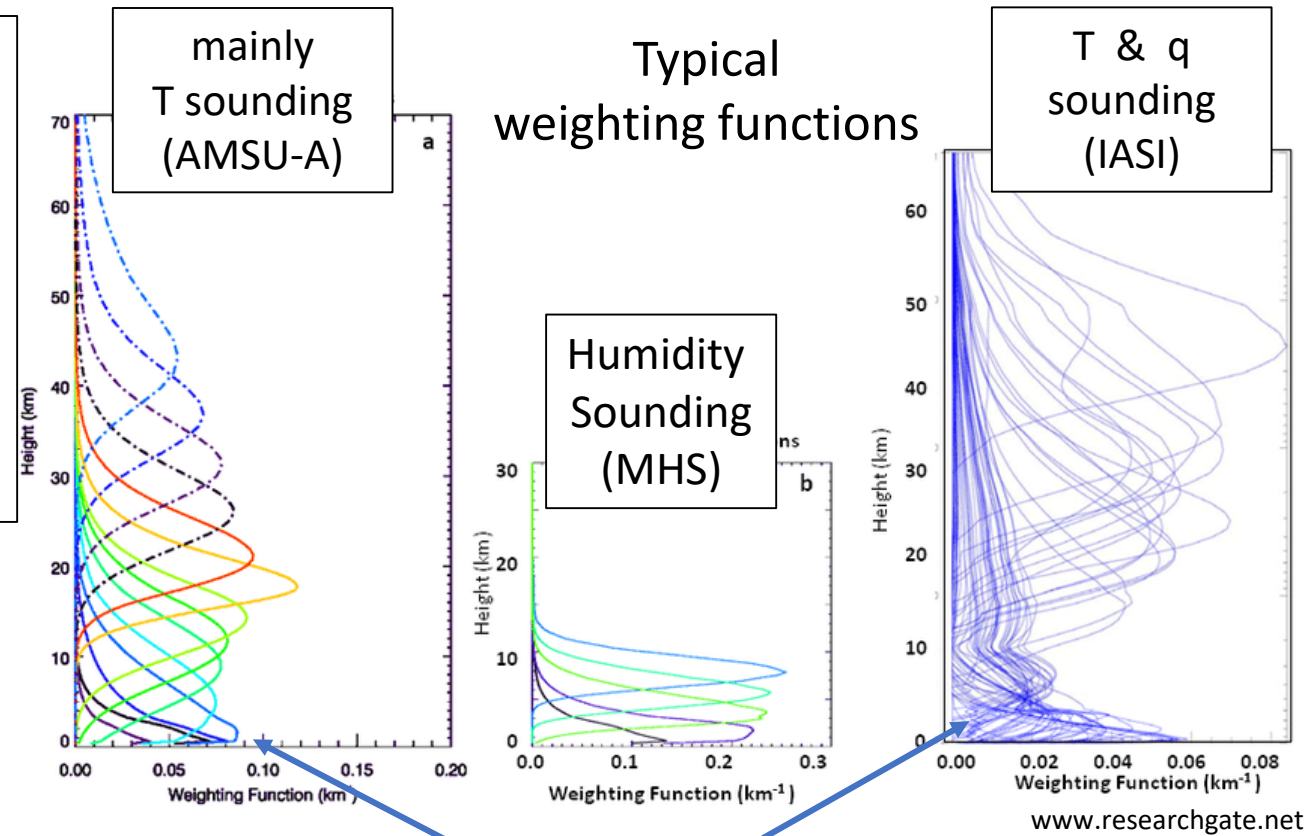 mainly
T sounding
(AMSU-A)
Typical
weighting functions
T & q
sounding
(IASI)
a
70
60
50
40
30
20
10
0
Height (km)
0.00 0.05 0.10 0.15 0.20
Weighting Function (km )
Humidity
Sounding
(MHS)
ns
b
30
20
10
0
Height (km)
0.0 0.1 0.2 0.3
Weighting Function (km-1)
60
50
40
30
20
10
0
Height (km)
0.00 0.02 0.04 0.06 0.08
Weighting Function (km-1)
www.researchgate.net